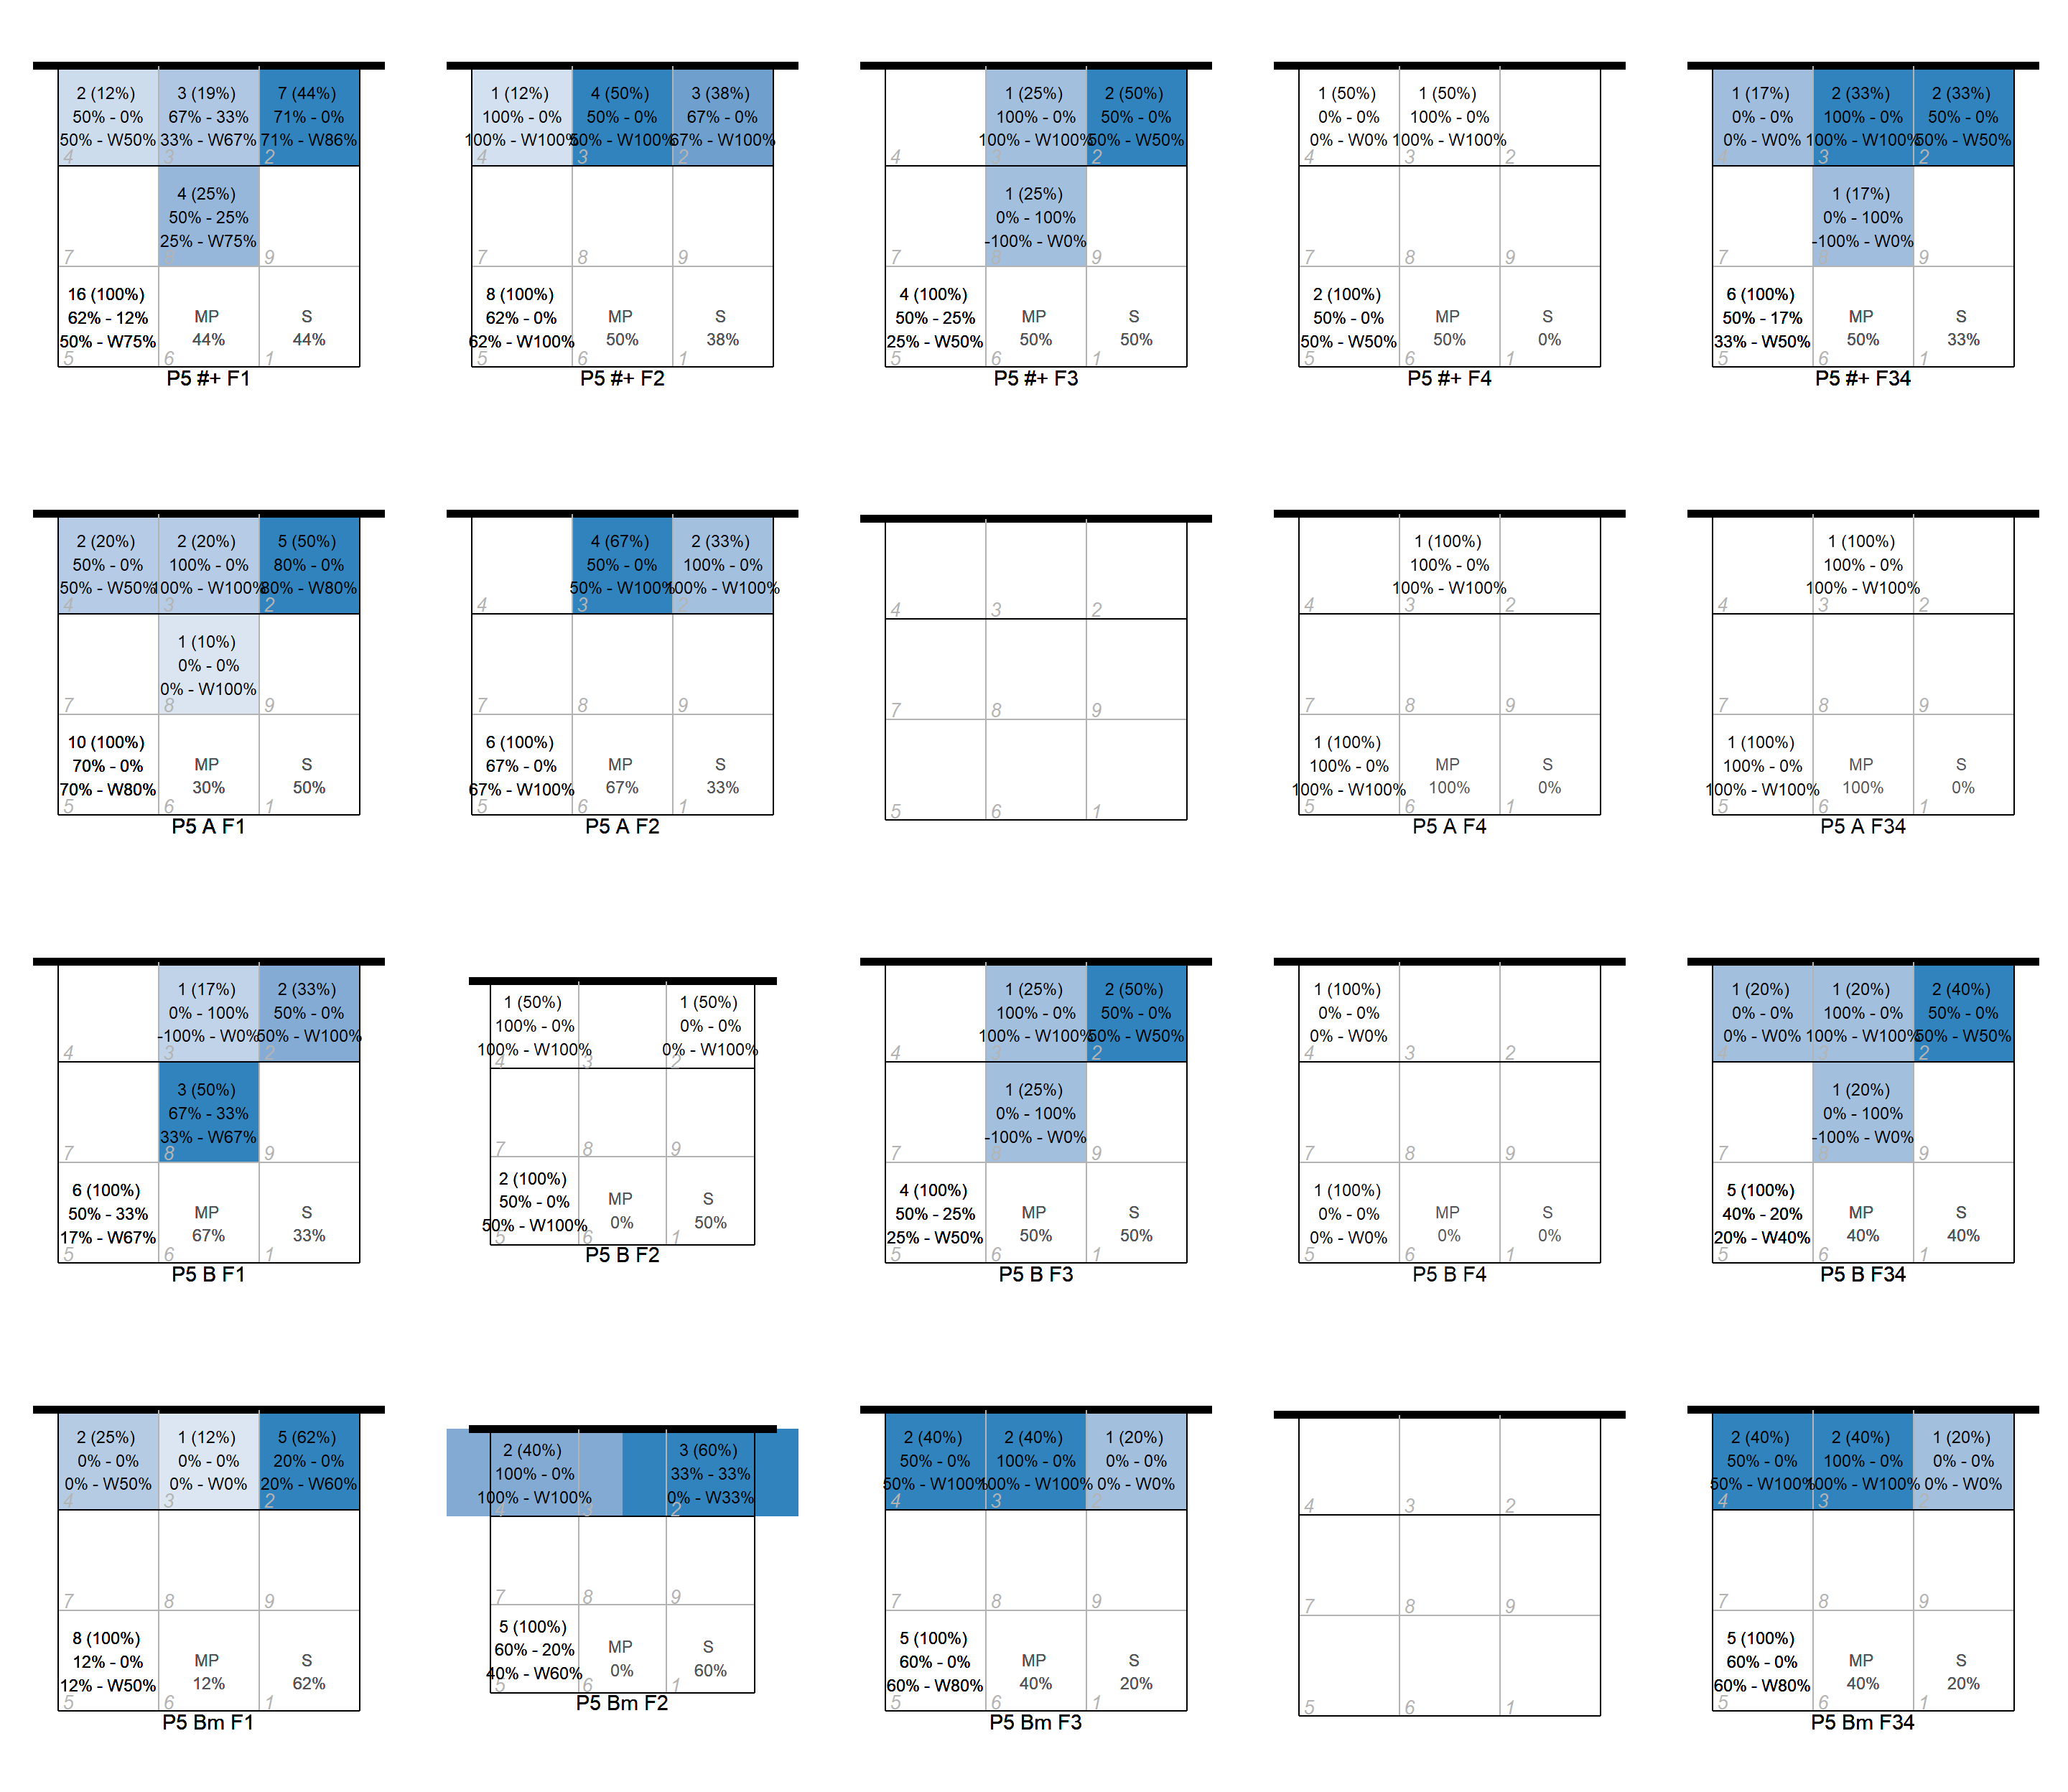 2 (12%)
50% - 0%
50% - W50%
4
3 (19%)
67% - 33%
33% - W67%
3
7 (44%)
71% - 0%
71% - W86%
2
7
4 (25%)
50% - 25%
25% - W75%
8
9
16 (100%)
62% - 12%
50% - W75%
5
MP
44%
6
S
44%
1
P5 #+ F1
1 (12%)
100% - 0%
100% - W100%
4
4 (50%)
50% - 0%
50% - W100%
3
3 (38%)
67% - 0%
67% - W100%
2
7
8
9
8 (100%)
62% - 0%
62% - W100%
5
MP
50%
6
S
38%
1
P5 #+ F2
4
1 (25%)
100% - 0%
100% - W100%
3
2 (50%)
50% - 0%
50% - W50%
2
7
1 (25%)
0% - 100%
-100% - W0%
8
9
4 (100%)
50% - 25%
25% - W50%
5
MP
50%
6
S
50%
1
P5 #+ F3
1 (50%)
0% - 0%
0% - W0%
4
1 (50%)
100% - 0%
100% - W100%
3
2
7
8
9
2 (100%)
50% - 0%
50% - W50%
5
MP
50%
6
S
0%
1
P5 #+ F4
1 (17%)
0% - 0%
0% - W0%
4
2 (33%)
100% - 0%
100% - W100%
3
2 (33%)
50% - 0%
50% - W50%
2
7
1 (17%)
0% - 100%
-100% - W0%
8
9
6 (100%)
50% - 17%
33% - W50%
5
MP
50%
6
S
33%
1
P5 #+ F34
2 (20%)
50% - 0%
50% - W50%
4
2 (20%)
100% - 0%
100% - W100%
3
5 (50%)
80% - 0%
80% - W80%
2
7
1 (10%)
0% - 0%
0% - W100%
8
9
10 (100%)
70% - 0%
70% - W80%
5
MP
30%
6
S
50%
1
P5 A F1
4
4 (67%)
50% - 0%
50% - W100%
3
2 (33%)
100% - 0%
100% - W100%
2
7
8
9
6 (100%)
67% - 0%
67% - W100%
5
MP
67%
6
S
33%
1
P5 A F2
4
3
2
7
8
9
5
6
1
4
1 (100%)
100% - 0%
100% - W100%
3
2
7
8
9
1 (100%)
100% - 0%
100% - W100%
5
MP
100%
6
S
0%
1
P5 A F4
4
1 (100%)
100% - 0%
100% - W100%
3
2
7
8
9
1 (100%)
100% - 0%
100% - W100%
5
MP
100%
6
S
0%
1
P5 A F34
4
1 (17%)
0% - 100%
-100% - W0%
3
2 (33%)
50% - 0%
50% - W100%
2
7
3 (50%)
67% - 33%
33% - W67%
8
9
6 (100%)
50% - 33%
17% - W67%
5
MP
67%
6
S
33%
1
P5 B F1
1 (50%)
100% - 0%
100% - W100%
4
3
1 (50%)
0% - 0%
0% - W100%
2
7
8
9
2 (100%)
50% - 0%
50% - W100%
5
MP
0%
6
S
50%
1
P5 B F2
4
1 (25%)
100% - 0%
100% - W100%
3
2 (50%)
50% - 0%
50% - W50%
2
7
1 (25%)
0% - 100%
-100% - W0%
8
9
4 (100%)
50% - 25%
25% - W50%
5
MP
50%
6
S
50%
1
P5 B F3
1 (100%)
0% - 0%
0% - W0%
4
3
2
7
8
9
1 (100%)
0% - 0%
0% - W0%
5
MP
0%
6
S
0%
1
P5 B F4
1 (20%)
0% - 0%
0% - W0%
4
1 (20%)
100% - 0%
100% - W100%
3
2 (40%)
50% - 0%
50% - W50%
2
7
1 (20%)
0% - 100%
-100% - W0%
8
9
5 (100%)
40% - 20%
20% - W40%
5
MP
40%
6
S
40%
1
P5 B F34
2 (25%)
0% - 0%
0% - W50%
4
1 (12%)
0% - 0%
0% - W0%
3
5 (62%)
20% - 0%
20% - W60%
2
7
8
9
8 (100%)
12% - 0%
12% - W50%
5
MP
12%
6
S
62%
1
P5 Bm F1
2 (40%)
100% - 0%
100% - W100%
4
3
3 (60%)
33% - 33%
0% - W33%
2
7
8
9
5 (100%)
60% - 20%
40% - W60%
5
MP
0%
6
S
60%
1
P5 Bm F2
2 (40%)
50% - 0%
50% - W100%
4
2 (40%)
100% - 0%
100% - W100%
3
1 (20%)
0% - 0%
0% - W0%
2
7
8
9
5 (100%)
60% - 0%
60% - W80%
5
MP
40%
6
S
20%
1
P5 Bm F3
4
3
2
7
8
9
5
6
1
2 (40%)
50% - 0%
50% - W100%
4
2 (40%)
100% - 0%
100% - W100%
3
1 (20%)
0% - 0%
0% - W0%
2
7
8
9
5 (100%)
60% - 0%
60% - W80%
5
MP
40%
6
S
20%
1
P5 Bm F34